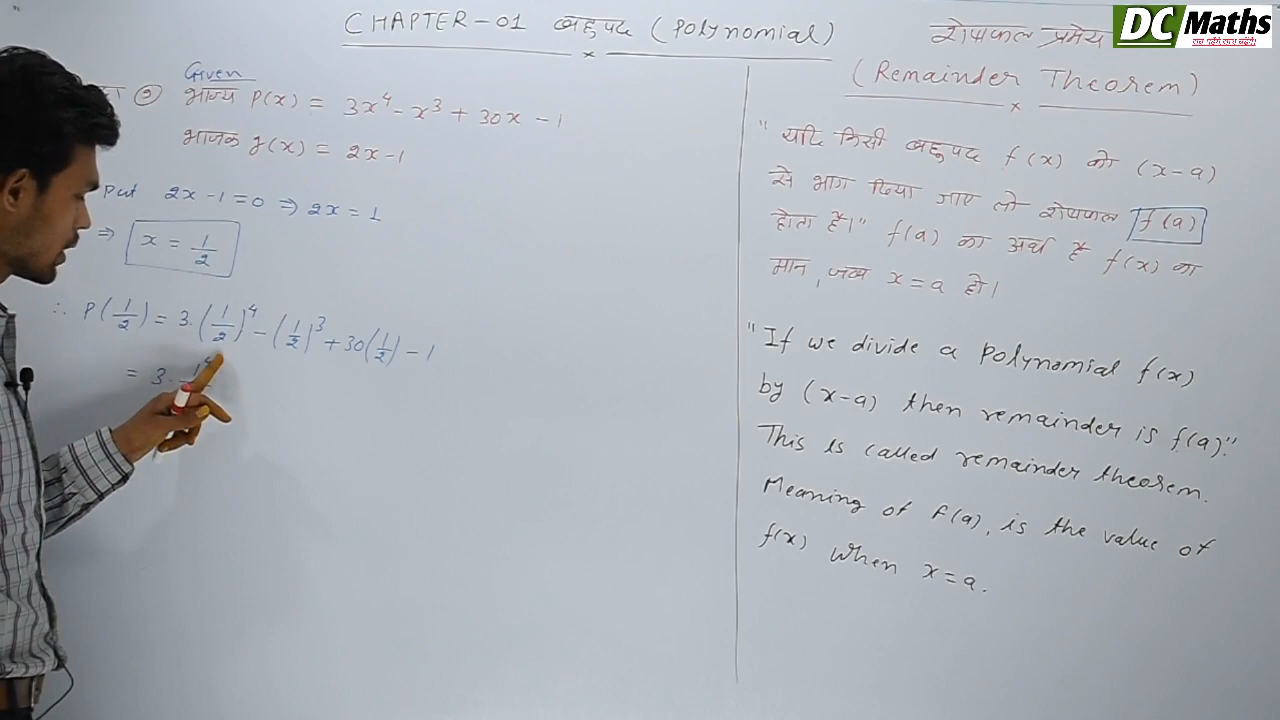 CHAPTER-01 बहुपद (Polynomial)
DC Maths
शेषफल प्रमेय
(Remainder Theorem)
Given
भाज्य P(x) = 3x⁴ - x³ + 30x - 1
भाजक g(x) = 2x-1
Put 2x-1=0 ⇒ 2x = 1
⇒ x = 1/2
∴ P(1/2) = 3.(1/2)⁴ - (1/2)³ + 30(1/2) - 1
= 3. 1⁴
"यदि किसी बहुपद f(x) को (x-a)
से भाग दिया जाए तो शेषफल f(a)
होता है।" f(a) का अर्थ है f(x) का
मान, जब x=a हो।
"If we divide a Polynomial f(x)
by (x-a) then remainder is f(a)."
This is called remainder theorem.
Meaning of f(a), is the value of
f(x) when x=a.